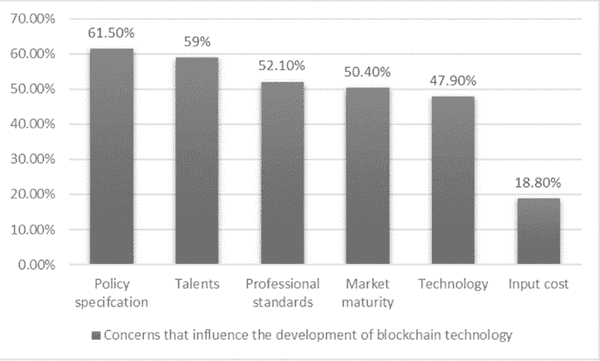 70.00%
60.00%
50.00%
40.00%
30.00%
20.00%
10.00%
0.00%
61.50%
59%
52.10%
50.40%
47.90%
18.80%
Policy
specifcation
Talents
Professional
standards
Market
maturity
Technology
Input cost
Concerns that influence the development of blockchain technology